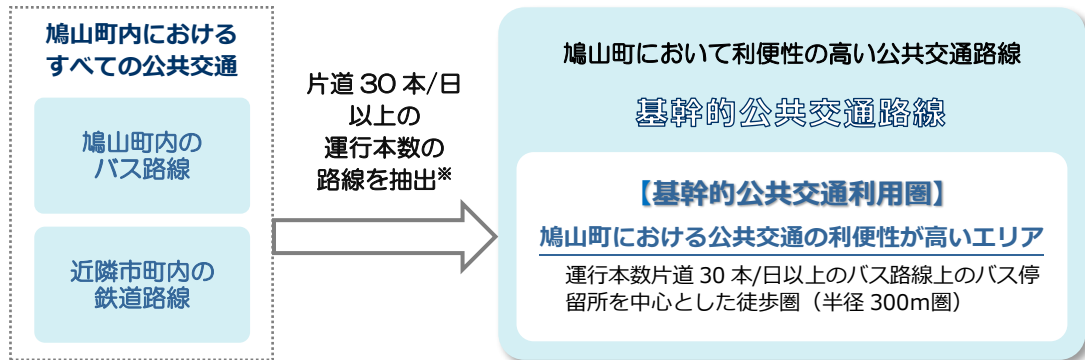 鳩山町内における
すべての公共交通
鳩山町内の
バス路線
近隣市町内の
鉄道路線
片道 30 本/日
以上の
運行本数の
路線を抽出※
鳩山町において利便性の高い公共交通路線
基幹的公共交通路線
【基幹的公共交通利用圏】
鳩山町における公共交通の利便性が高いエリア
運行本数片道 30 本/日以上のバス路線上のバス停
留所を中心とした徒歩圏（半径 300m圏）